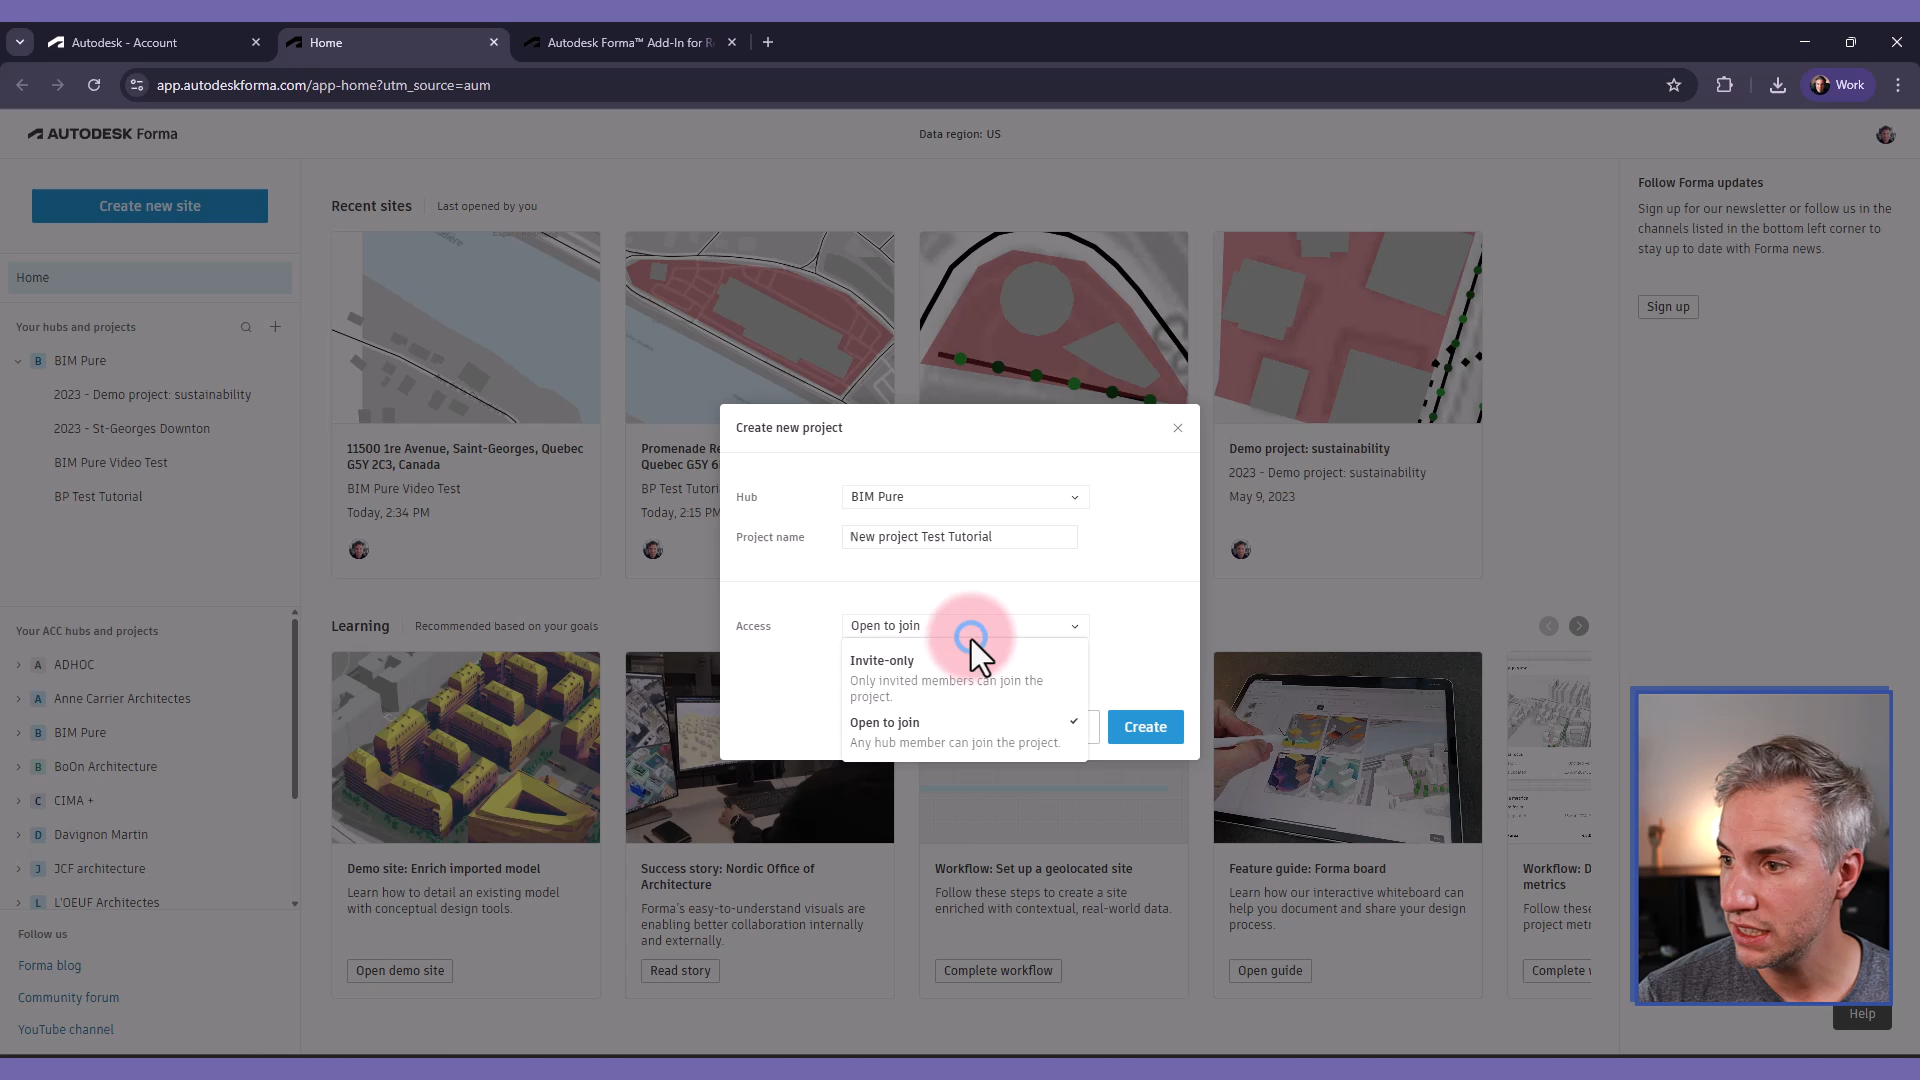 Autodesk - Account
Home
Autodesk Forma™ Add-In for R
app.autodeskforma.com/app-home?utm_source=aum
Work
AUTODESK Forma
Data region: US
Create new site
Home
Your hubs and projects
B BIM Pure
2023 - Demo project: sustainability
2023 - St-Georges Downton
BIM Pure Video Test
BP Test Tutorial
Your ACC hubs and projects
A ADHOC
A Anne Carrier Architectes
B BIM Pure
B BoOn Architecture
C CIMA +
D Davignon Martin
J JCF architecture
L L'OEUF Architectes
Follow us
Forma blog
Community forum
YouTube channel
Recent sites
Last opened by you
11500 1re Avenue, Saint-Georges, Quebec
G5Y 2C3, Canada
BIM Pure Video Test
Today, 2:34 PM
Promenade Re
Quebec G5Y 6
BP Test Tutori
Today, 2:15 PM
Demo project: sustainability
2023 - Demo project: sustainability
May 9, 2023
Create new project
Hub
BIM Pure
Project name
New project Test Tutorial
Access
Open to join
Invite-only
Only invited members can join the
project.
Open to join
Any hub member can join the project.
Create
Learning
Recommended based on your goals
Demo site: Enrich imported model
Learn how to detail an existing model
with conceptual design tools.
Open demo site
Success story: Nordic Office of
Architecture
Forma's easy-to-understand visuals are
enabling better collaboration internally
and externally.
Read story
Workflow: Set up a geolocated site
Follow these steps to create a site
enriched with contextual, real-world data.
Complete workflow
Feature guide: Forma board
Learn how our interactive whiteboard can
help you document and share your design
process.
Open guide
Workflow: D
metrics
Follow these
project metr
Complete w
Follow Forma updates
Sign up for our newsletter or follow us in the
channels listed in the bottom left corner to
stay up to date with Forma news.
Sign up
Help